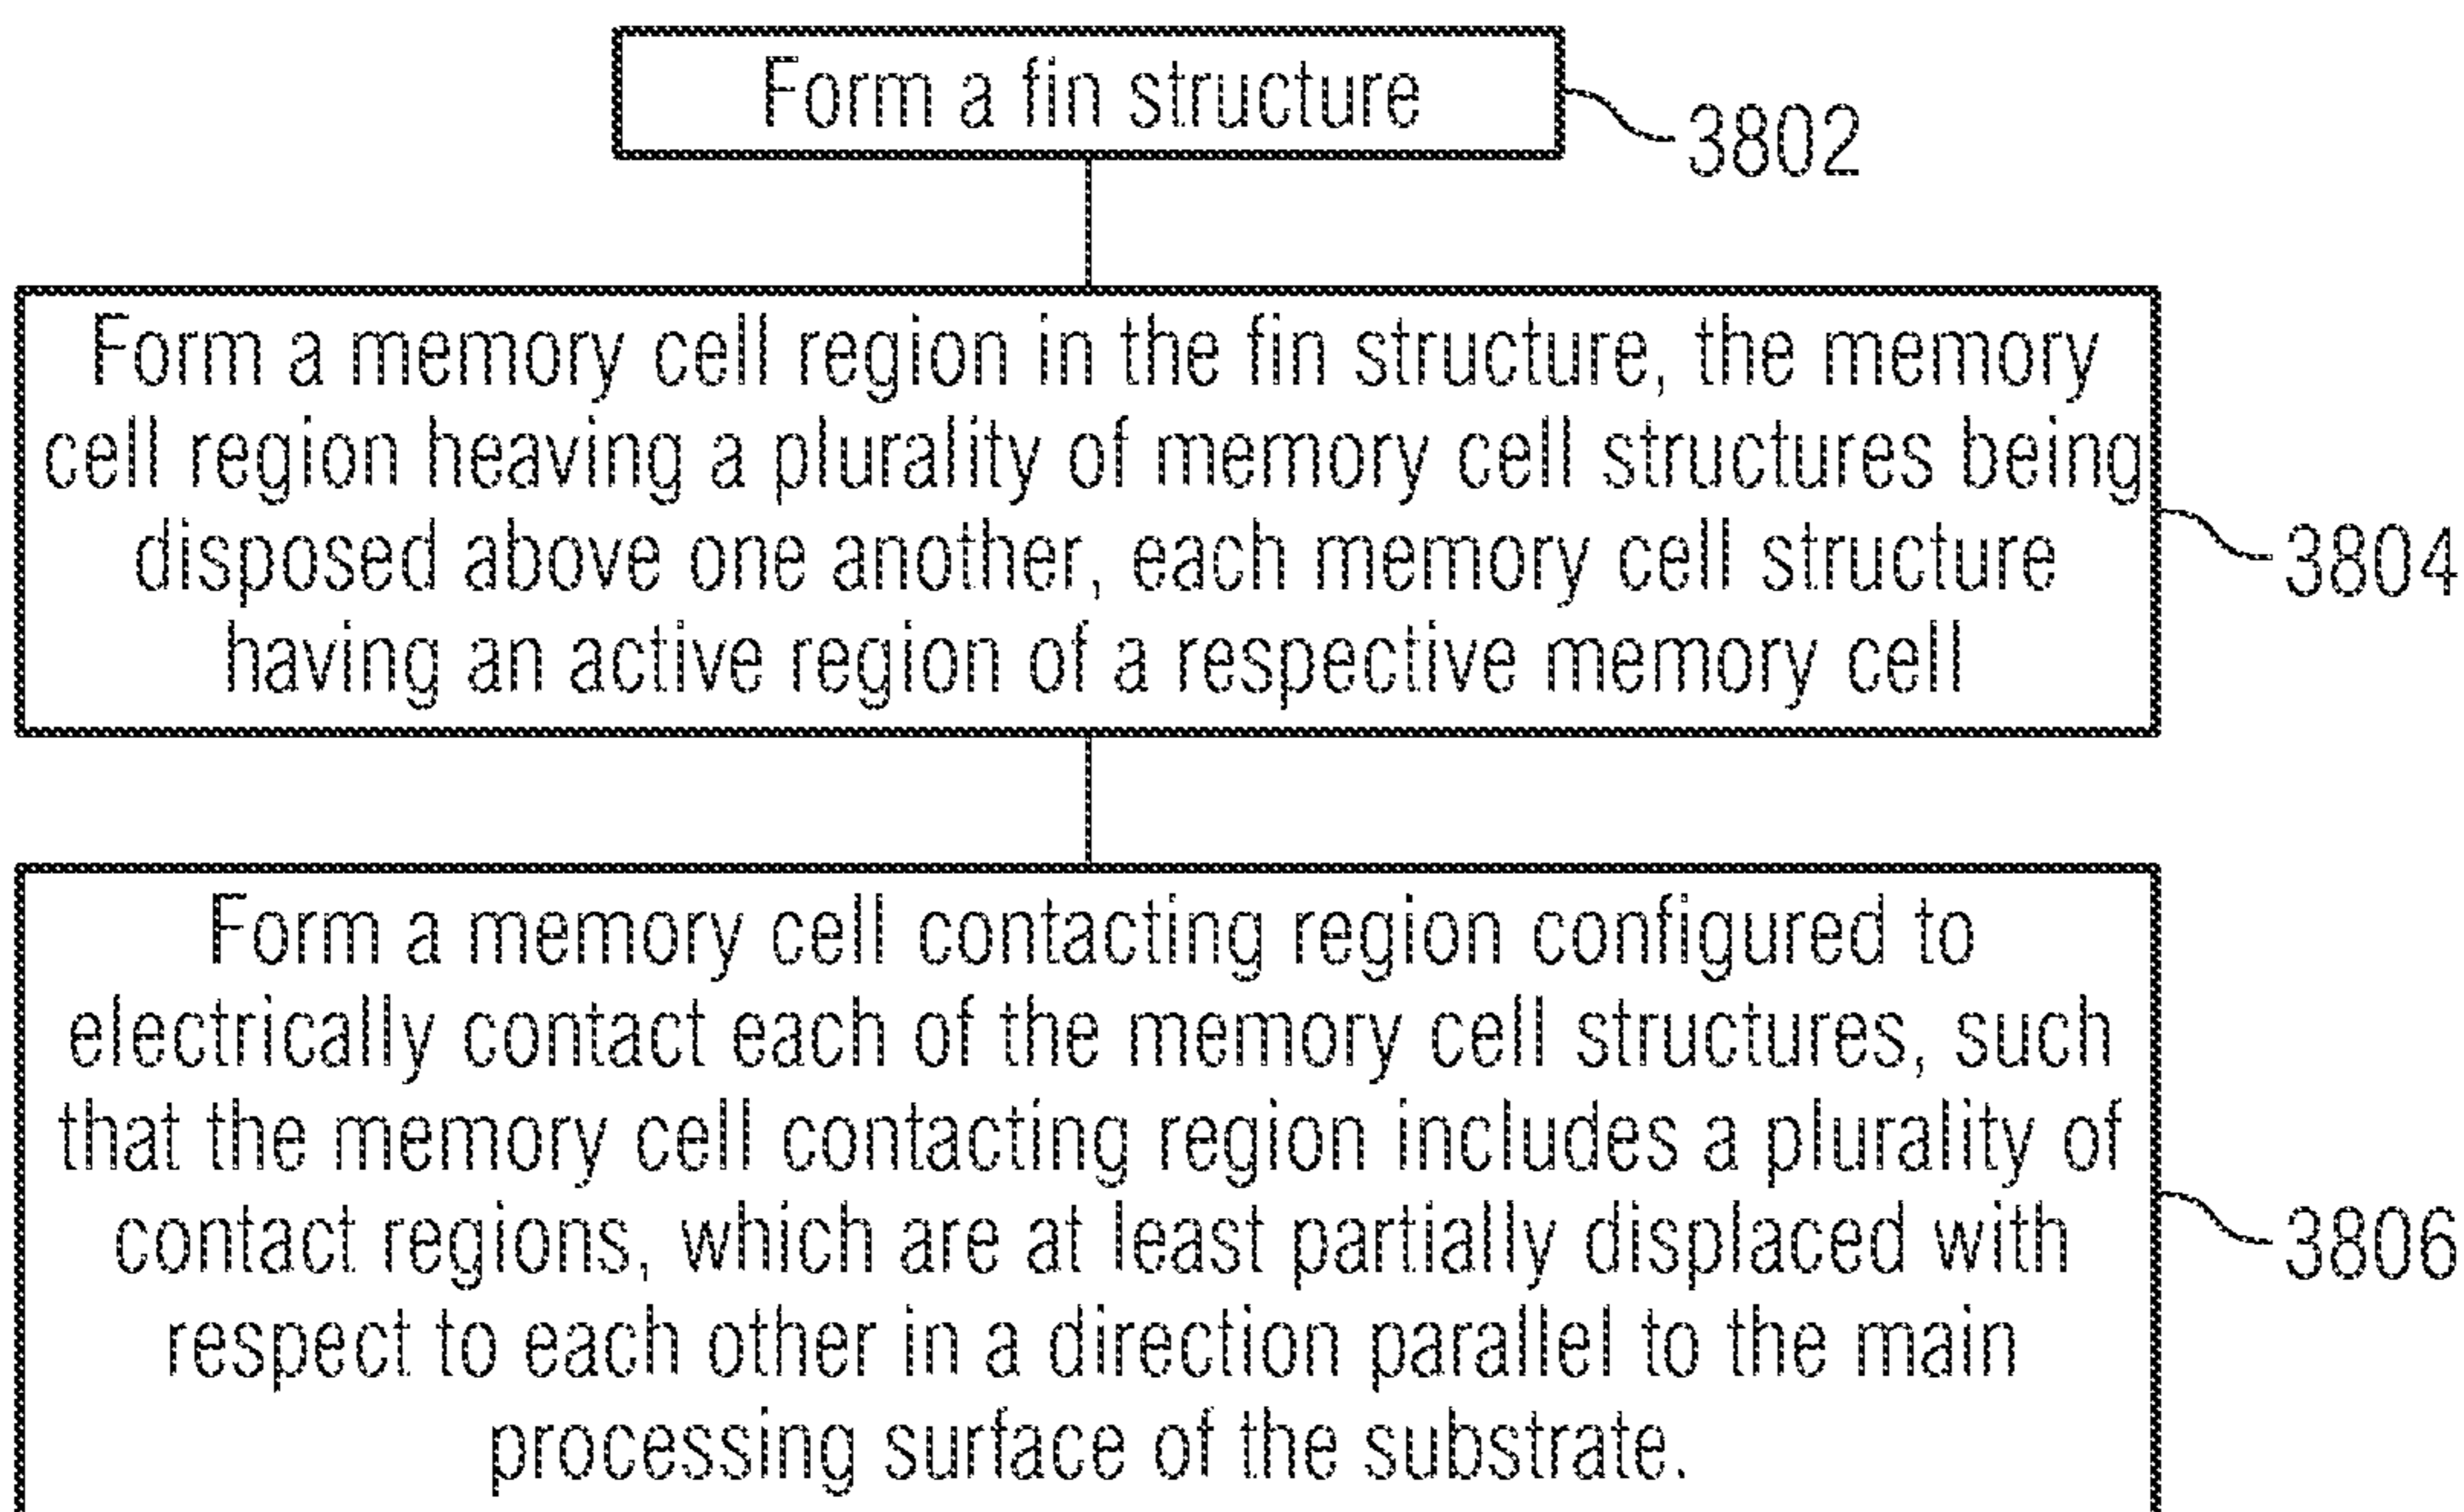 Form a fin structure
3802
Form a memory cell region in the fin structure, the memory
cell region heaving a plurality of memory cell structures being
disposed above one another, each memory cell structure
having an active region of a respective memory cell
3804
Form a memory cell contacting region configured to
electrically contact each of the memory cell structures, such
that the memory cell contacting region includes a plurality of
contact regions, which are at least partially displaced with
respect to each other in a direction parallel to the main
processing surface of the substrate.
3806